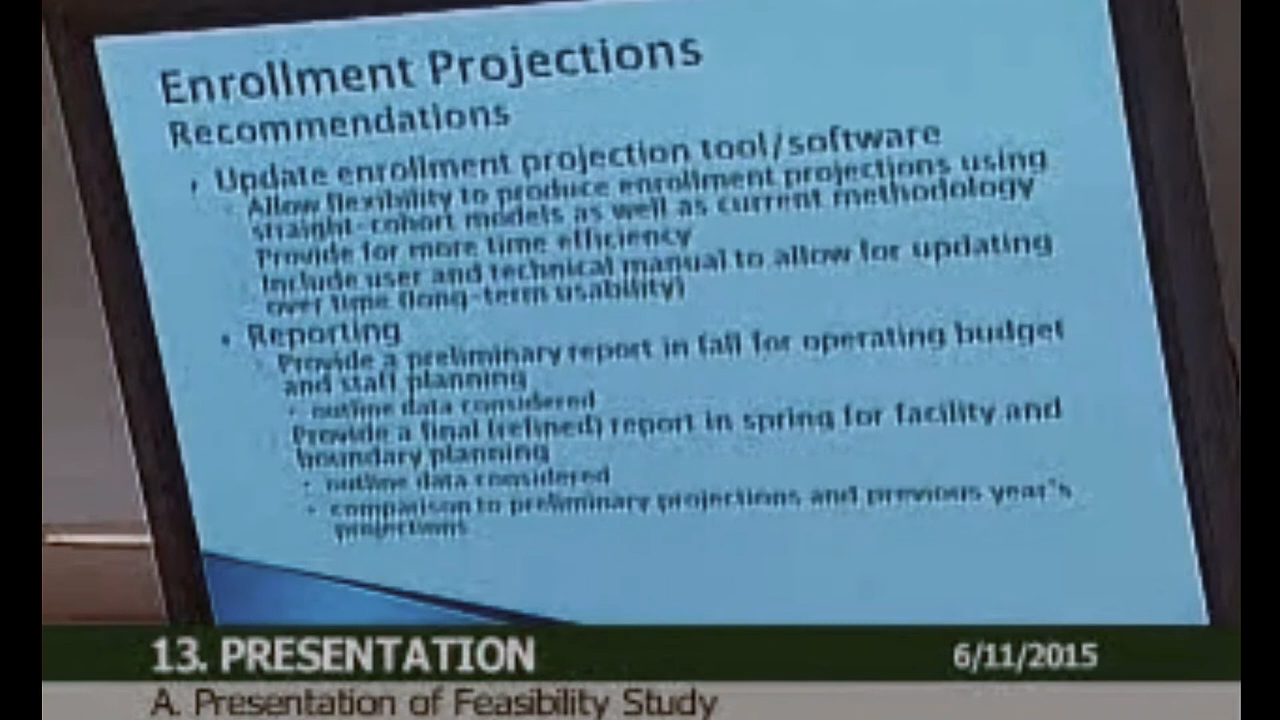 Enrollment Projections
Recommendations
Update enrollment projection tool/software
Allow flexibility to produce enrollment projections using
straight-cohort models as well as current methodology
Provide for more time efficiency
Include user and technical manual to allow for updating
over time (long-term usability)
Reporting
Provide a preliminary report in fall for operating budget
and staff planning
outline data considered
Provide a final (refined) report in spring for facility and
boundary planning
outline data considered
comparison to preliminary projections and previous year's
projections
13. PRESENTATION 6/11/2015
A. Presentation of Feasibility Study